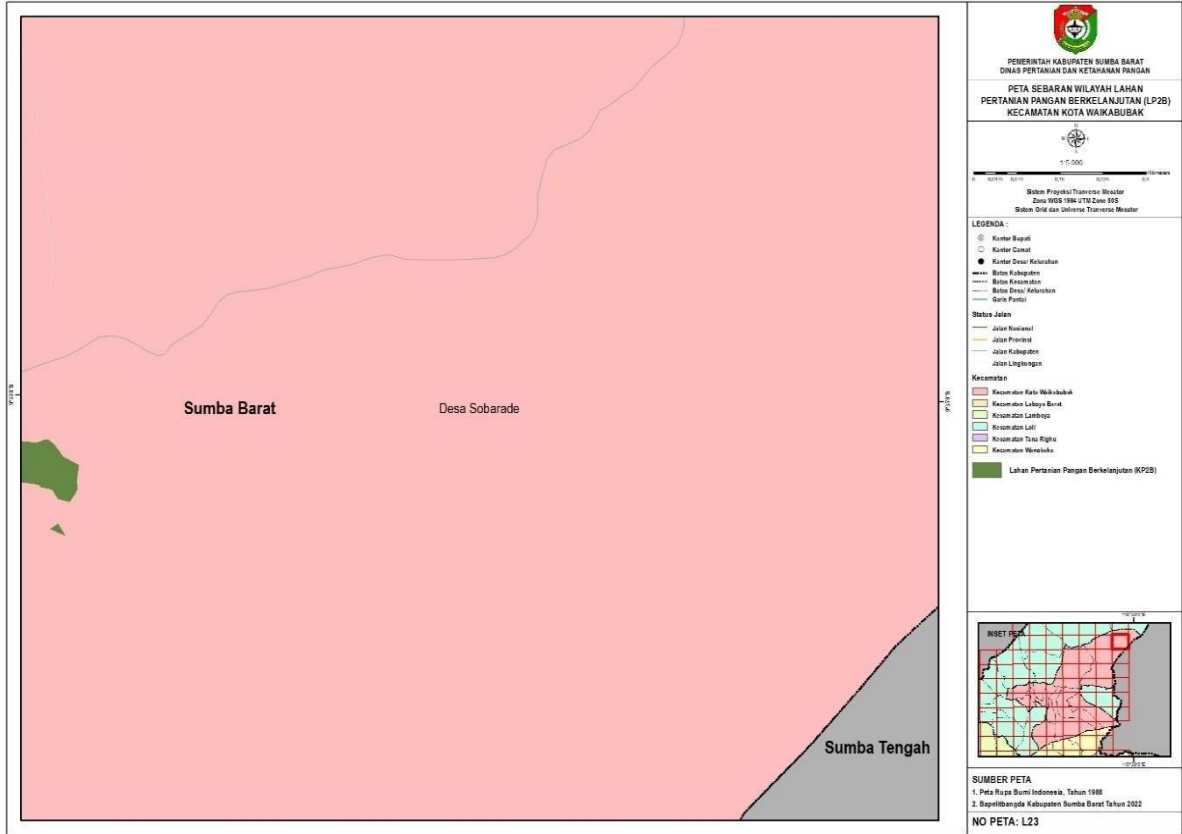 Sumba Barat
Desa Sobarade
Sumba Tengah
PEMERINTAH KABUPATEN SUMBA BARAT
DINAS PERTANIAN DAN KETAHANAN PANGAN
PETA SEBARAN WILAYAH LAHAN
PERTANIAN PANGAN BERKELANJUTAN (LP2B)
KECAMATAN KOTA WAIKABUBAK
1:5.000
Sistem Proyeksi Tranverse Mecator
Zona WGS 1984 UTM Zone 50S
Sistem Grid dan Universe Tranverse Mecator
LEGENDA :
Kantor Bupati
Kantor Camat
Kantor Desa/ Kelurahan
Batas Kabupaten
Batas Kecamatan
Batas Desa/ Kelurahan
Garis Pantai
Status Jalan
Jalan Nasional
Jalan Provinsi
Jalan Kabupaten
Jalan Lingkungan
Kecamatan
Kecamatan Kota Waikabubak
Kecamatan Laboya Barat
Kecamatan Lamboya
Kecamatan Loli
Kecamatan Tana Righu
Kecamatan Wanukaka
Lahan Pertanian Pangan Berkelanjutan (KP2B)
INSET PETA
SUMBER PETA
1. Peta Rupa Bumi Indonesia, Tahun 1988
2. Bapelitbangda Kabupaten Sumba Barat Tahun 2022
NO PETA: L23